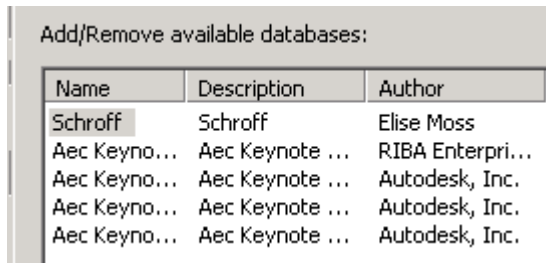 Add/Remove available databases:
Name Description Author
Schroff Schroff Elise Moss
Aec Keyno... Aec Keynote ... RIBA Enterpri...
Aec Keyno... Aec Keynote ... Autodesk, Inc.
Aec Keyno... Aec Keynote ... Autodesk, Inc.
Aec Keyno... Aec Keynote ... Autodesk, Inc.